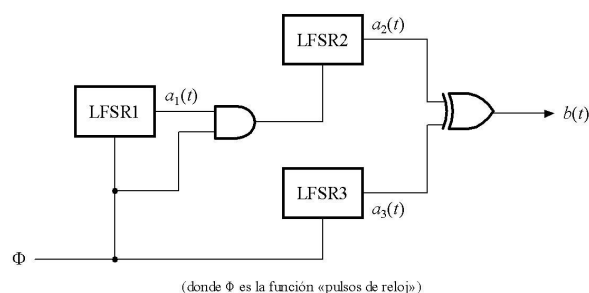 LFSR2
a₂(t)
LFSR1
a₁(t)
b(t)
LFSR3
a₃(t)
Φ
(donde Φ es la función «pulsos de reloj»)